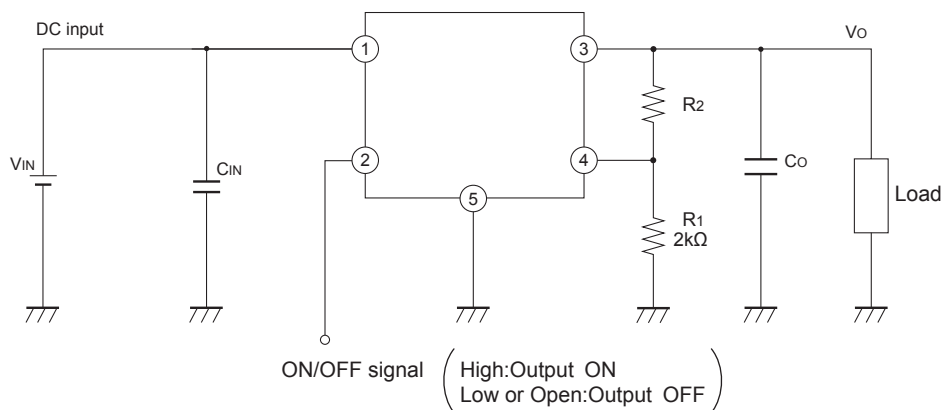 DC input
VO
1
3
R2
VIN
CIN
2
4
CO
5
Load
R1
2kΩ
ON/OFF signal
High:Output ON
Low or Open:Output OFF